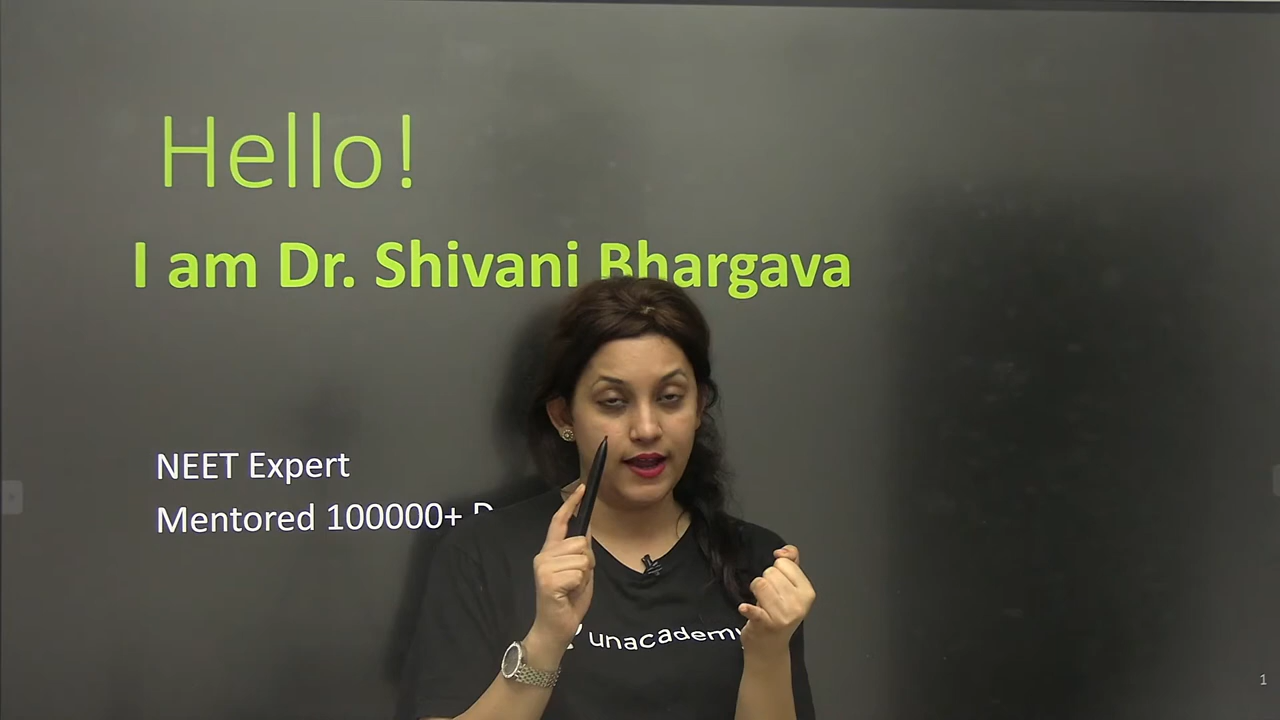 Hello!
I am Dr. Shivani Bhargava
NEET Expert
Mentored 100000+
unacademy
1